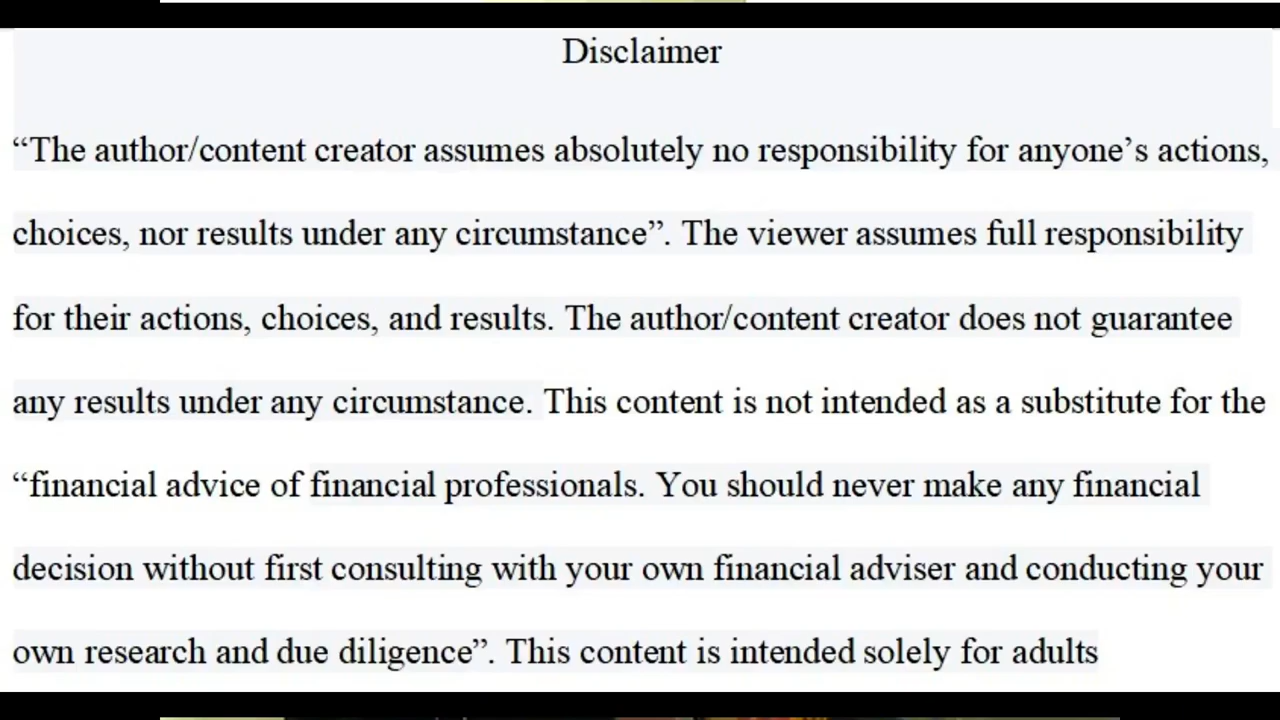 Disclaimer
“The author/content creator assumes absolutely no responsibility for anyone’s actions,
choices, nor results under any circumstance”. The viewer assumes full responsibility
for their actions, choices, and results. The author/content creator does not guarantee
any results under any circumstance. This content is not intended as a substitute for the
“financial advice of financial professionals. You should never make any financial
decision without first consulting with your own financial adviser and conducting your
own research and due diligence”. This content is intended solely for adults